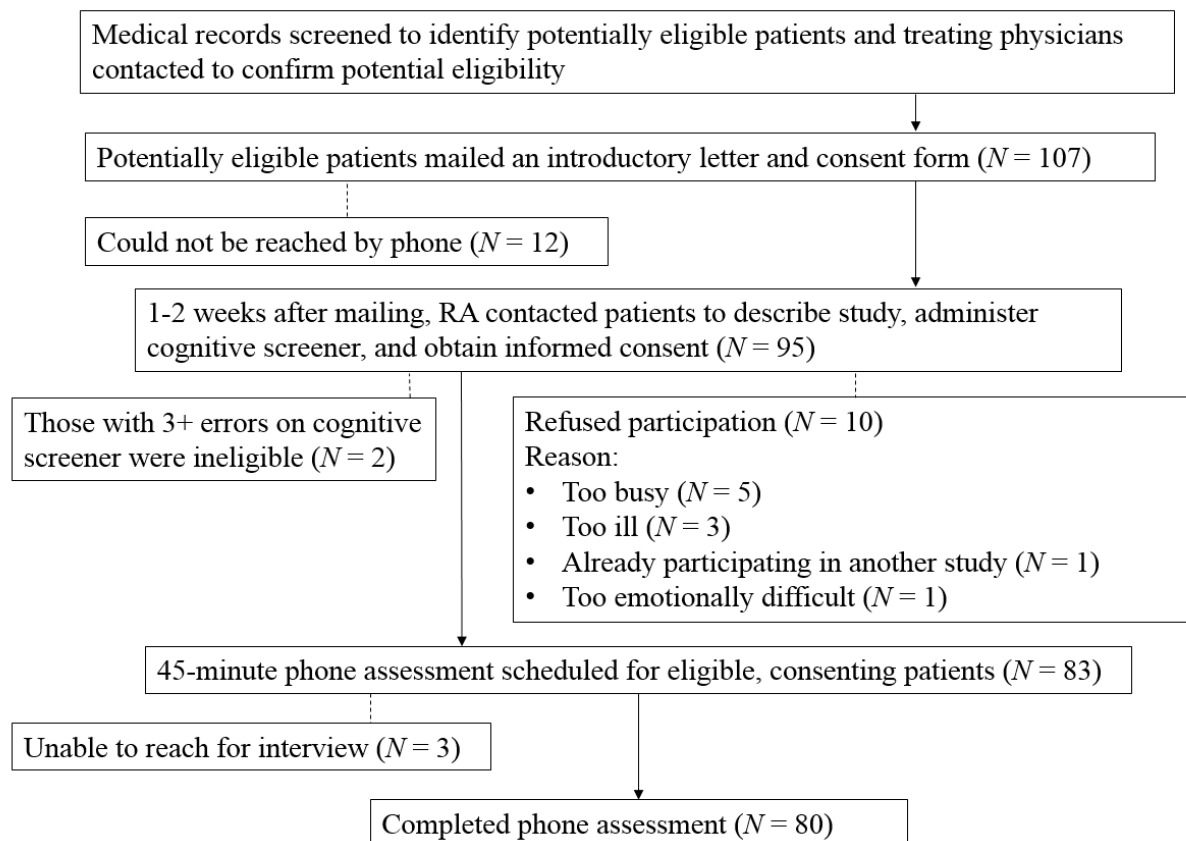 Medical records screened to identify potentially eligible patients and treating physicians
contacted to confirm potential eligibility
Potentially eligible patients mailed an introductory letter and consent form (N = 107)
Could not be reached by phone (N = 12)
1-2 weeks after mailing, RA contacted patients to describe study, administer
cognitive screener, and obtain informed consent (N = 95)
Those with 3+ errors on cognitive
screener were ineligible (N = 2)
Refused participation (N = 10)
Reason:
• Too busy (N = 5)
• Too ill (N = 3)
• Already participating in another study (N = 1)
• Too emotionally difficult (N = 1)
45-minute phone assessment scheduled for eligible, consenting patients (N = 83)
Unable to reach for interview (N = 3)
Completed phone assessment (N = 80)